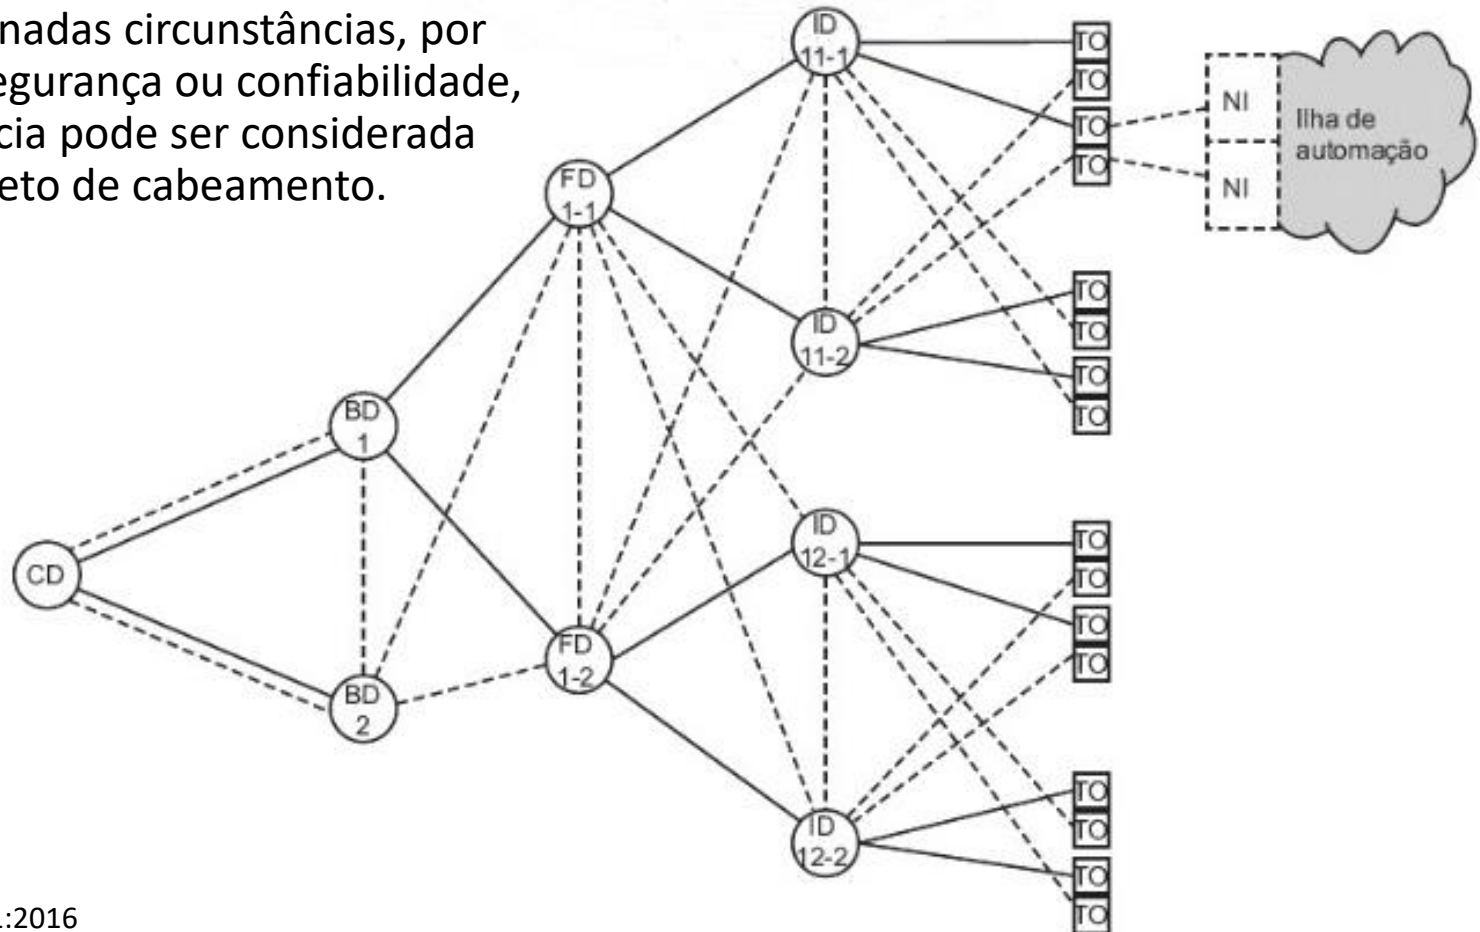 nadas circunstâncias, por
egurança ou confiabilidade,
cia pode ser considerada
eto de cabeamento.
ID
11-1
TO
TO
TO
TO
NI
NI
Ilha de
automação
FD
1-1
ID
11-2
TO
TO
TO
TO
BD
1
CD
ID
12-1
TO
TO
TO
TO
FD
1-2
BD
2
ID
12-2
TO
TO
TO
TO
:2016